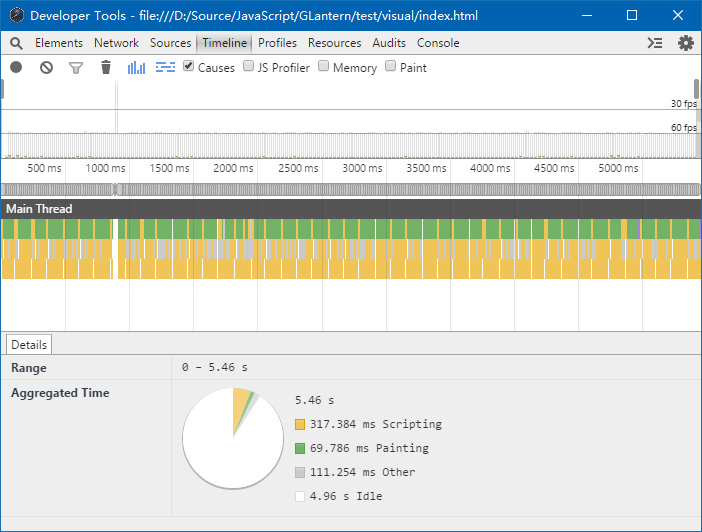 Developer Tools - file:///D:/Source/JavaScript/GLantern/test/visual/index.html
Elements Network Sources Timeline Profiles Resources Audits Console
Causes JS Profiler Memory Paint
30 fps
60 fps
500 ms 1000 ms 1500 ms 2000 ms 2500 ms 3000 ms 3500 ms 4000 ms 4500 ms 5000 ms
Main Thread
Details
Range 0 – 5.46 s
Aggregated Time
5.46 s
317.384 ms Scripting
69.786 ms Painting
111.254 ms Other
4.96 s Idle